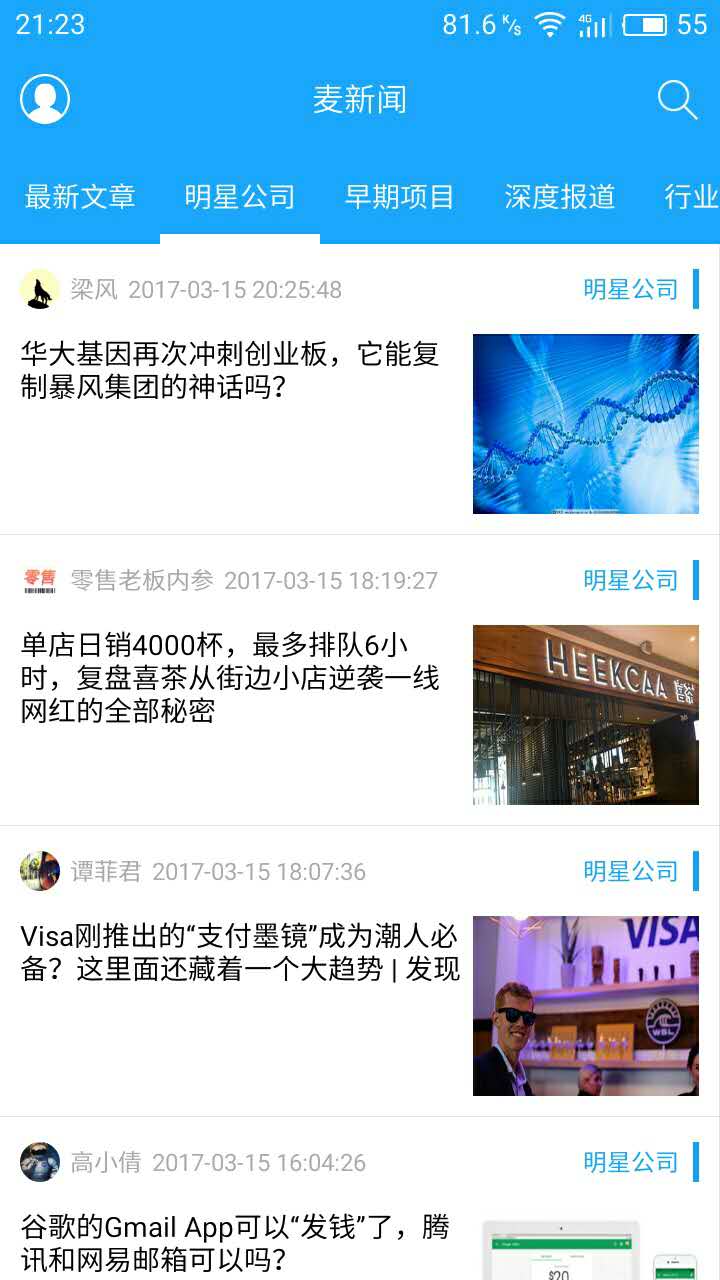 21:23 81.6 K/s 4G 55
麦新闻
最新文章 明星公司 早期项目 深度报道 行业
梁风 2017-03-15 20:25:48 明星公司
华大基因再次冲刺创业板，它能复
制暴风集团的神话吗？
零售 零售老板内参 2017-03-15 18:19:27 明星公司
单店日销4000杯，最多排队6小
时，复盘喜茶从街边小店逆袭一线
网红的全部秘密
HEEKCAA 喜茶
谭菲君 2017-03-15 18:07:36 明星公司
Visa刚推出的“支付墨镜”成为潮人必
备？这里面还藏着一个大趋势 | 发现
VISA
WSL
高小倩 2017-03-15 16:04:26 明星公司
谷歌的Gmail App可以“发钱”了，腾
讯和网易邮箱可以吗？
$20